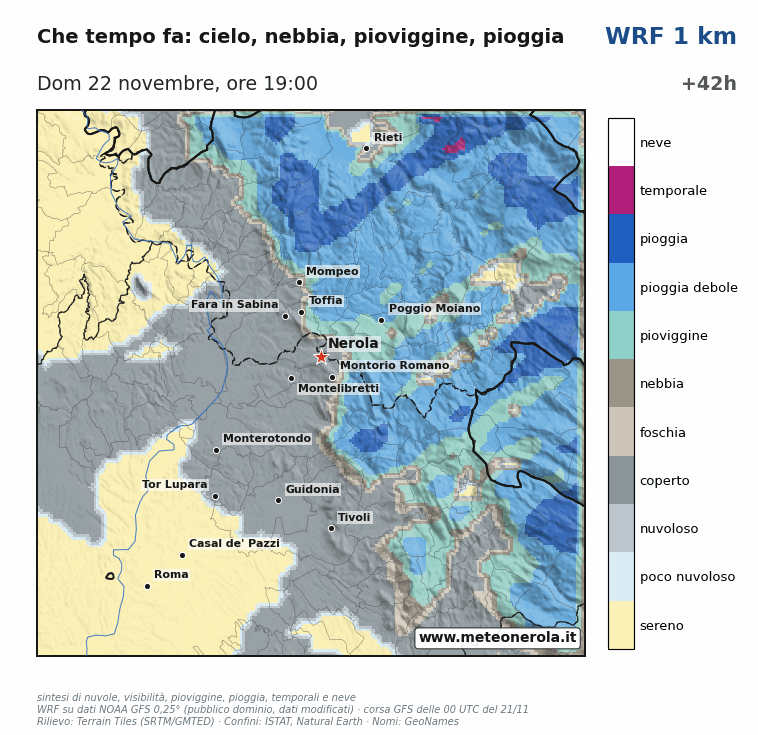 Che tempo fa: cielo, nebbia, pioviggine, pioggia
WRF 1 km
Dom 22 novembre, ore 19:00
+42h
Rieti
Mompeo
Fara in Sabina
Toffia
Poggio Moiano
Nerola
Montorio Romano
Montelibretti
Monterotondo
Tor Lupara
Guidonia
Tivoli
Casal de' Pazzi
Roma
www.meteonerola.it
neve
temporale
pioggia
pioggia debole
pioviggine
nebbia
foschia
coperto
nuvoloso
poco nuvoloso
sereno
sintesi di nuvole, visibilità, pioviggine, pioggia, temporali e neve
WRF su dati NOAA GFS 0,25° (pubblico dominio, dati modificati) · corsa GFS delle 00 UTC del 21/11
Rilievo: Terrain Tiles (SRTM/GMTED) · Confini: ISTAT, Natural Earth · Nomi: GeoNames